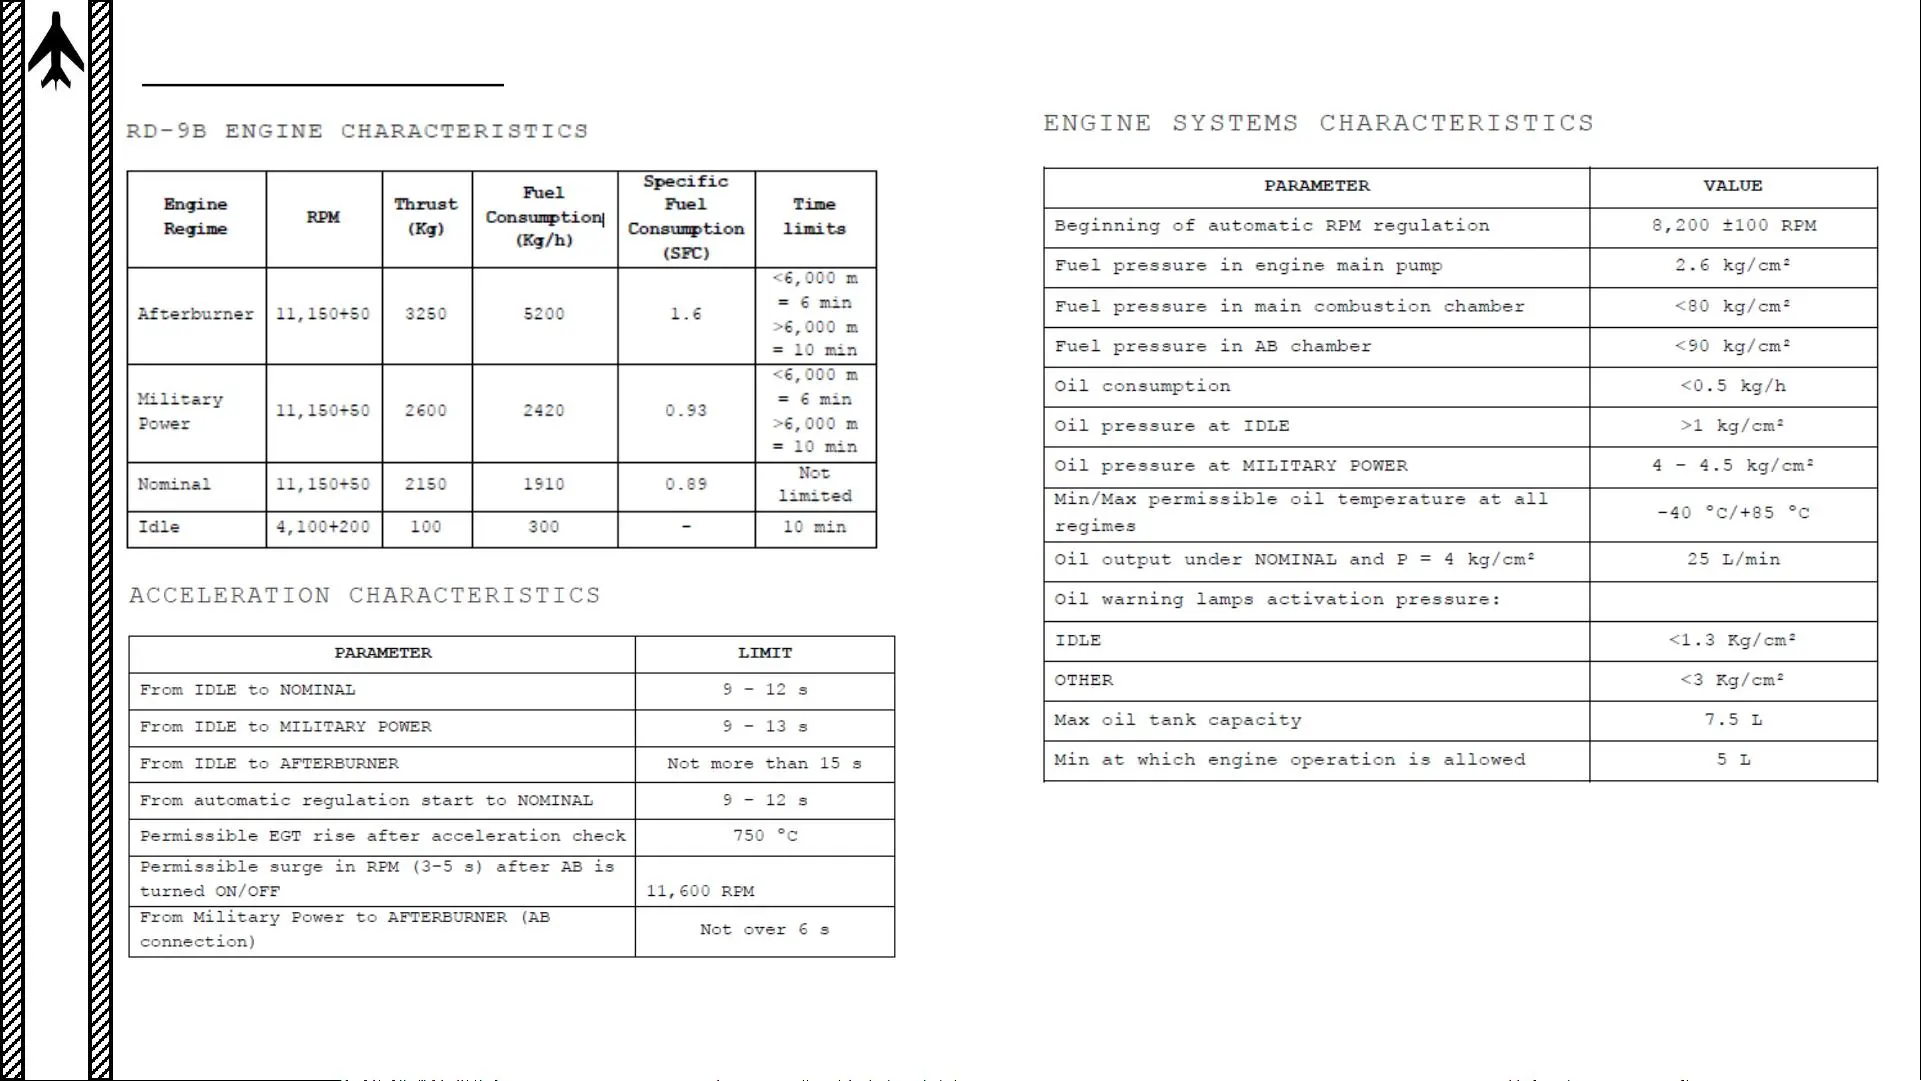 RD-9B ENGINE CHARACTERISTICS
Engine Regime RPM Thrust (Kg) Fuel Consumption (Kg/h) Specific Fuel Consumption (SFC) Time limits
Afterburner 11,150+50 3250 5200 1.6 <6,000 m = 6 min >6,000 m = 10 min
Military Power 11,150+50 2600 2420 0.93 <6,000 m = 6 min >6,000 m = 10 min
Nominal 11,150+50 2150 1910 0.89 Not limited
Idle 4,100+200 100 300 - 10 min
ACCELERATION CHARACTERISTICS
PARAMETER LIMIT
From IDLE to NOMINAL 9 - 12 s
From IDLE to MILITARY POWER 9 - 13 s
From IDLE to AFTERBURNER Not more than 15 s
From automatic regulation start to NOMINAL 9 - 12 s
Permissible EGT rise after acceleration check 750 °C
Permissible surge in RPM (3-5 s) after AB is
turned ON/OFF 11,600 RPM
From Military Power to AFTERBURNER (AB
connection) Not over 6 s
ENGINE SYSTEMS CHARACTERISTICS
PARAMETER VALUE
Beginning of automatic RPM regulation 8,200 ±100 RPM
Fuel pressure in engine main pump 2.6 kg/cm²
Fuel pressure in main combustion chamber <80 kg/cm²
Fuel pressure in AB chamber <90 kg/cm²
Oil consumption <0.5 kg/h
Oil pressure at IDLE >1 kg/cm²
Oil pressure at MILITARY POWER 4 - 4.5 kg/cm²
Min/Max permissible oil temperature at all
regimes -40 °C/+85 °C
Oil output under NOMINAL and P = 4 kg/cm² 25 L/min
Oil warning lamps activation pressure:
IDLE <1.3 Kg/cm²
OTHER <3 Kg/cm²
Max oil tank capacity 7.5 L
Min at which engine operation is allowed 5 L